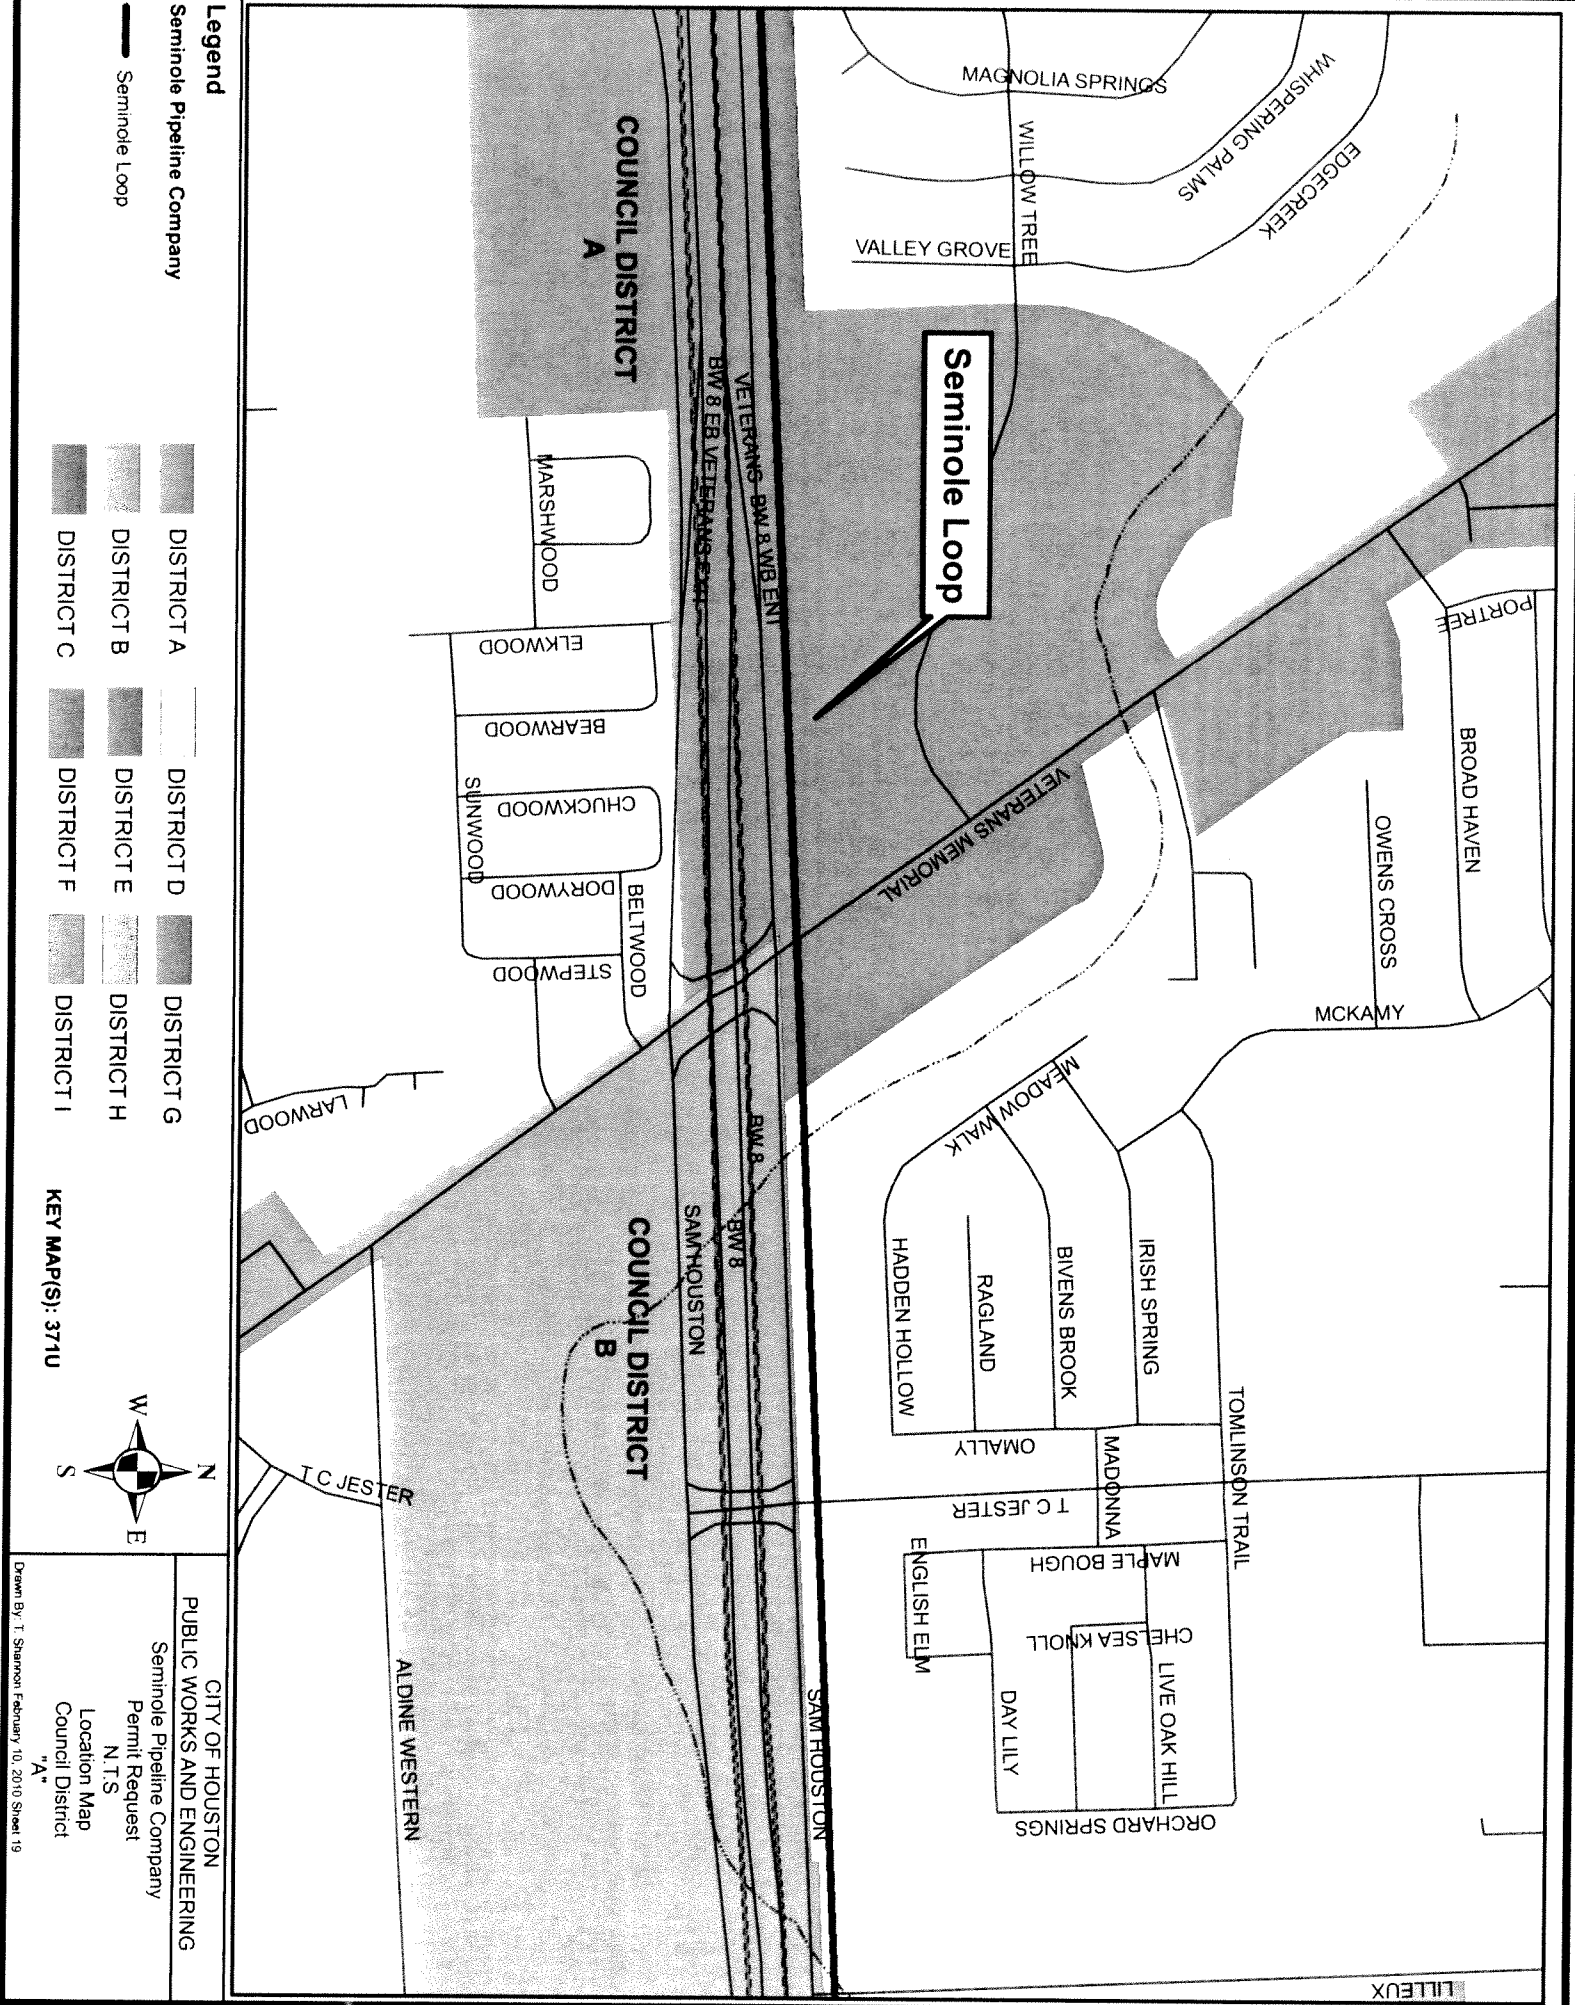 MAGNOLIA SPRINGS
WHISPERING PALMS
EDGECREEK
WILLOW TREE
VALLEY GROVE
PORTREE
BROAD HAVEN
OWENS CROSS
MCKAMY
Seminole Loop
VETERANS MEMORIAL
MEADOW WALK
TOMLINSON TRAIL
IRISH SPRING
BIVENS BROOK
RAGLAND
HADDEN HOLLOW
OMALLY
MADONNA
T C JESTER
MAPLE BOUGH
ENGLISH ELM
CHELSEA KNOLL
LIVE OAK HILL
DAY LILY
ORCHARD SPRINGS
LILLEUX
VETERANS BW 8 WB ENT
BW 8 EB VETERANS EXIT
BW 8
BW 8
SAM HOUSTON
SAM HOUSTON
COUNCIL DISTRICT
A
COUNCIL DISTRICT
B
MARSHWOOD
ELKWOOD
BEARWOOD
CHUCKWOOD
SUNWOOD
DORYWOOD
BELTWOOD
STEPWOOD
LARWOOD
T C JESTER
ALDINE WESTERN
Legend
Seminole Pipeline Company
Seminole Loop
DISTRICT A
DISTRICT B
DISTRICT C
DISTRICT D
DISTRICT E
DISTRICT F
DISTRICT G
DISTRICT H
DISTRICT I
KEY MAP(S): 371U
N
W
E
S
CITY OF HOUSTON
PUBLIC WORKS AND ENGINEERING
Seminole Pipeline Company
Permit Request
N.T.S
Location Map
Council District
"A"
Drawn By: T. Shannon February 10, 2010 Sheet 19